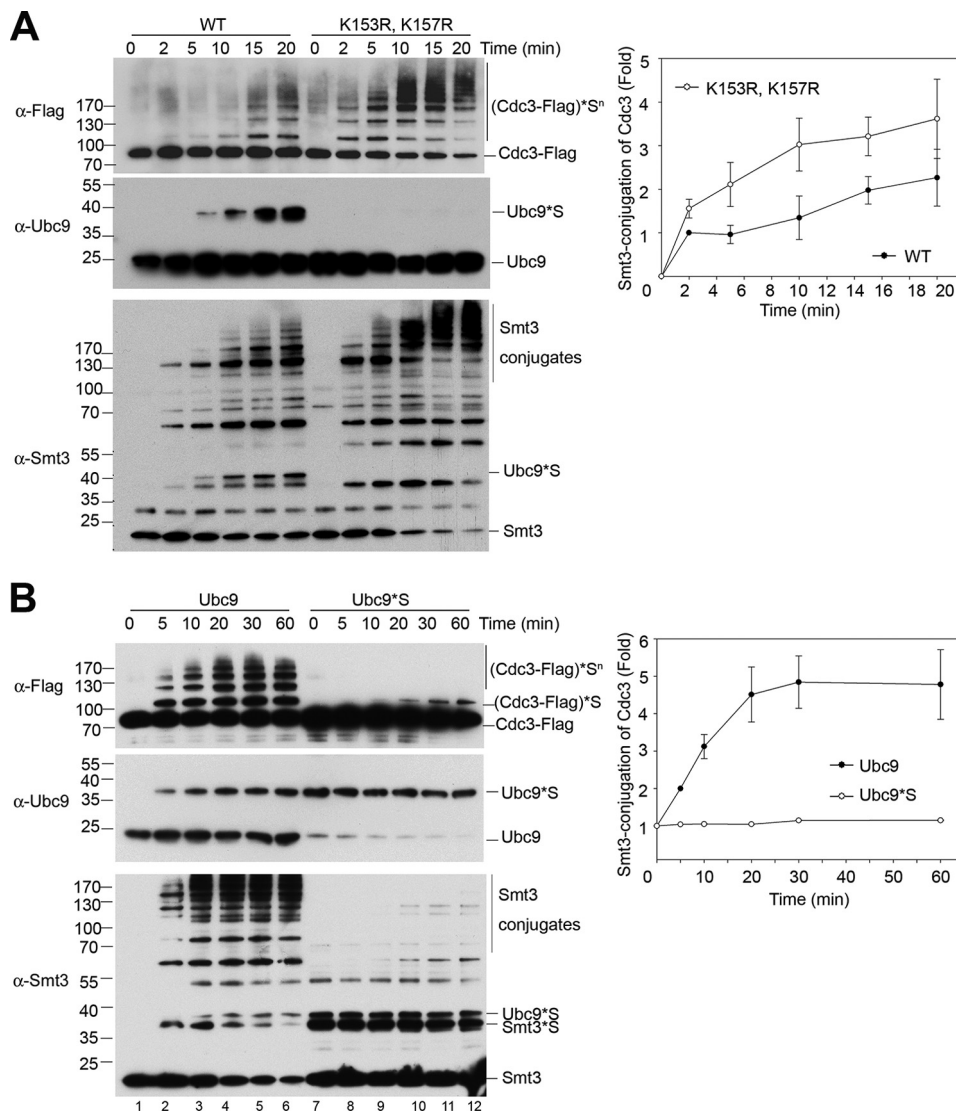 A
WT K153R, K157R
0 2 5 10 15 20 0 2 5 10 15 20 Time (min)
α-Flag
170
130
100
70
(Cdc3-Flag)*Sⁿ
Cdc3-Flag
α-Ubc9
55
40
35
25
Ubc9*S
Ubc9
α-Smt3
170
130
100
70
55
40
35
25
Smt3
conjugates
Ubc9*S
Smt3
Smt3-conjugation of Cdc3 (Fold)
5
4
3
2
1
0 2 4 6 8 10 12 14 16 18 20
Time (min)
K153R, K157R
WT
B
Ubc9 Ubc9*S
0 5 10 20 30 60 0 5 10 20 30 60 Time (min)
α-Flag
170
130
100
70
(Cdc3-Flag)*Sⁿ
(Cdc3-Flag)*S
Cdc3-Flag
α-Ubc9
55
40
35
25
Ubc9*S
Ubc9
α-Smt3
170
130
100
70
55
40
35
25
Smt3
conjugates
Ubc9*S
Smt3*S
Smt3
1 2 3 4 5 6 7 8 9 10 11 12
Smt3-conjugation of Cdc3 (Fold)
6
5
4
3
2
1
0 10 20 30 40 50 60
Time (min)
Ubc9
Ubc9*S